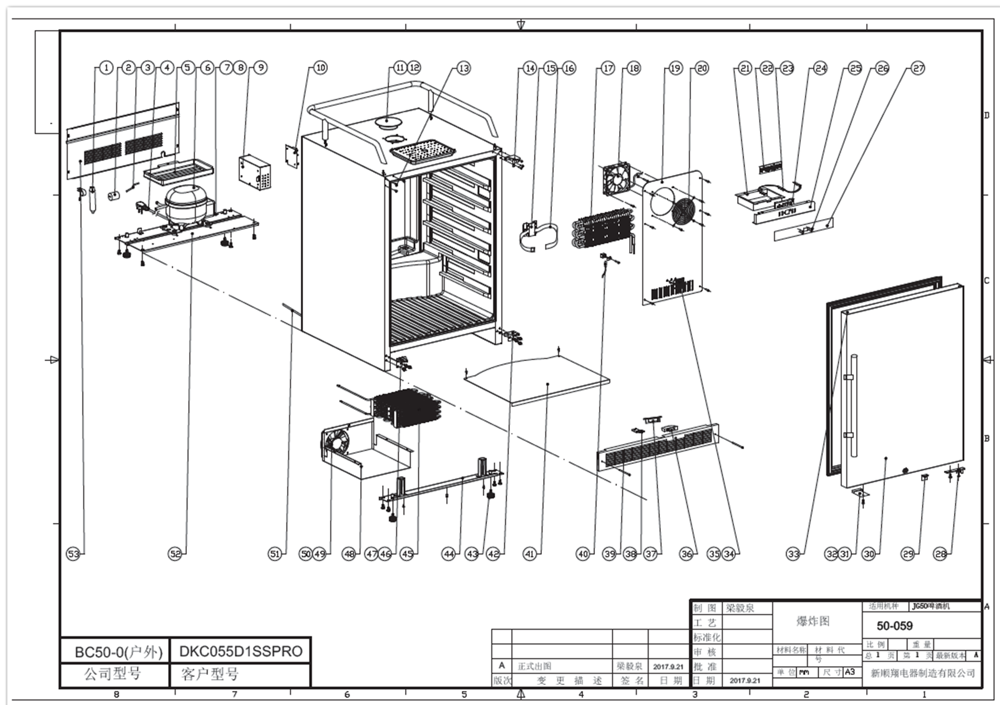 1 2 3 4 5 6 7 8 9 10 11 12 13 14 15 16 17 18 19 20 21 22 23 24 25 26 27
D
C
B
53 52 51 50 49 48 47 46 45 44 43 42 41 40 39 38 37 36 35 34 33 32 31 30 29 28
A
制 图 梁毅泉
工 艺
标准化
审 核
批 准
日 期 2017.9.21
爆炸图
材料名称 材 料 代 号
单 位 mm 尺 寸 A3
适用机种 JG50啤酒机
50-059
比 例 重 量
总 1 页 第 1 页 最新版本 A
新顺翔电器制造有限公司
BC50-0(户外) DKC055D1SSPRO
公司型号 客户型号
A 正式出图 梁毅泉 2017.9.21
版次 变 更 描 述 签 名 日 期
8 7 6 5 4 3 2 1